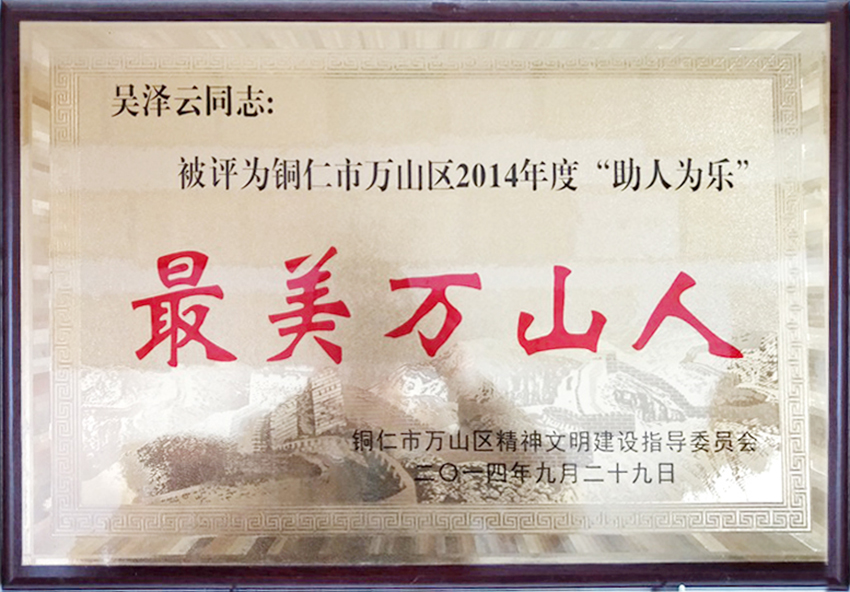 吴泽云同志:
被评为铜仁市万山区2014年度“助人为乐”
最美万山人
铜仁市万山区精神文明建设指导委员会
二〇一四年九月二十九日